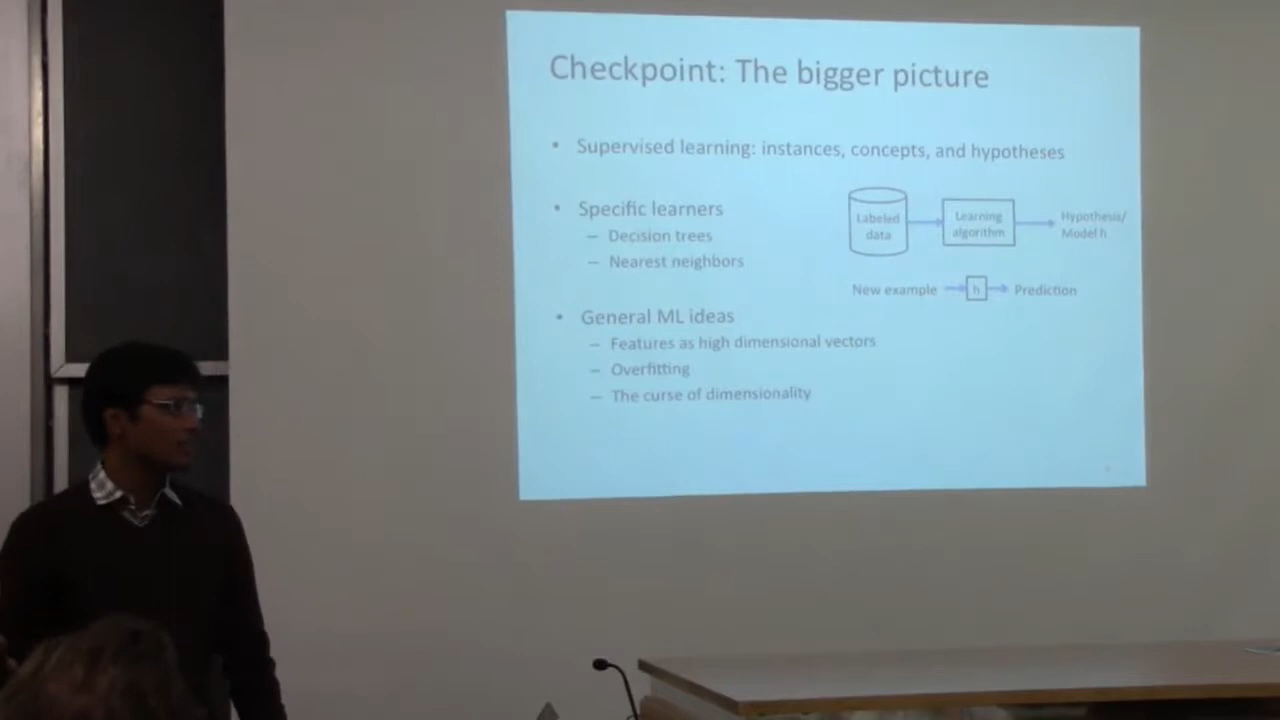 Checkpoint: The bigger picture
• Supervised learning: instances, concepts, and hypotheses
• Specific learners
– Decision trees
– Nearest neighbors
Labeled data
Learning algorithm
Hypothesis/ Model h
New example
h
Prediction
• General ML ideas
– Features as high dimensional vectors
– Overfitting
– The curse of dimensionality